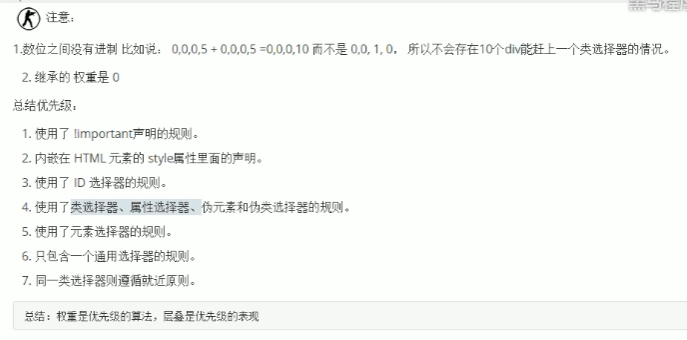 黑马程
注意：
1.数位之间没有进制 比如说： 0,0,0,5 + 0,0,0,5 =0,0,0,10 而不是 0,0, 1, 0， 所以不会存在10个div能赶上一个类选择器的情况。
2. 继承的 权重是 0
总结优先级：
1. 使用了 !important声明的规则。
2. 内嵌在 HTML 元素的 style属性里面的声明。
3. 使用了 ID 选择器的规则。
4. 使用了类选择器、属性选择器、伪元素和伪类选择器的规则。
5. 使用了元素选择器的规则。
6. 只包含一个通用选择器的规则。
7. 同一类选择器则遵循就近原则。
总结：权重是优先级的算法，层叠是优先级的表现